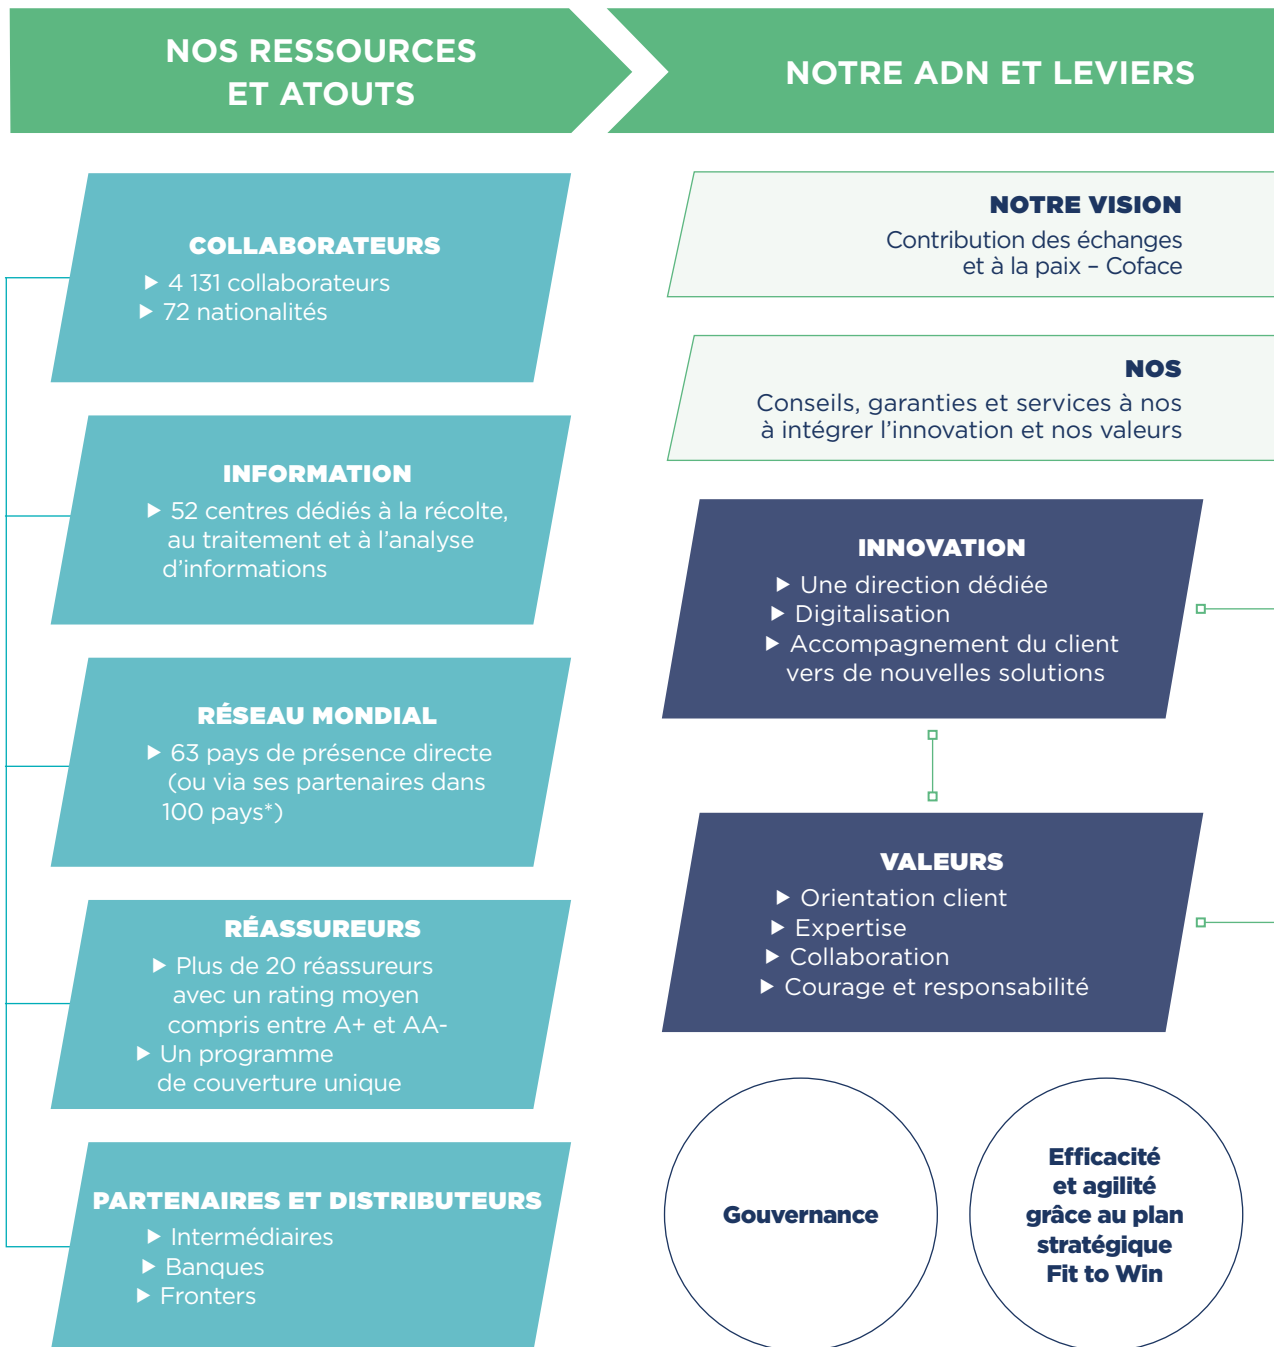 NOS RESSOURCES
ET ATOUTS
COLLABORATEURS
▶ 4 131 collaborateurs
▶ 72 nationalités
INFORMATION
▶ 52 centres dédiés à la récolte,
au traitement et à l’analyse
d’informations
RÉSEAU MONDIAL
▶ 63 pays de présence directe
(ou via ses partenaires dans
100 pays*)
RÉASSUREURS
▶ Plus de 20 réassureurs
avec un rating moyen
compris entre A+ et AA-
▶ Un programme
de couverture unique
PARTENAIRES ET DISTRIBUTEURS
▶ Intermédiaires
▶ Banques
▶ Fronters
NOTRE ADN ET LEVIERS
NOTRE VISION
Contribution des échanges
et à la paix – Coface
NOS
Conseils, garanties et services à nos
à intégrer l’innovation et nos valeurs
INNOVATION
▶ Une direction dédiée
▶ Digitalisation
▶ Accompagnement du client
vers de nouvelles solutions
VALEURS
▶ Orientation client
▶ Expertise
▶ Collaboration
▶ Courage et responsabilité
Gouvernance
Efficacité
et agilité
grâce au plan
stratégique
Fit to Win